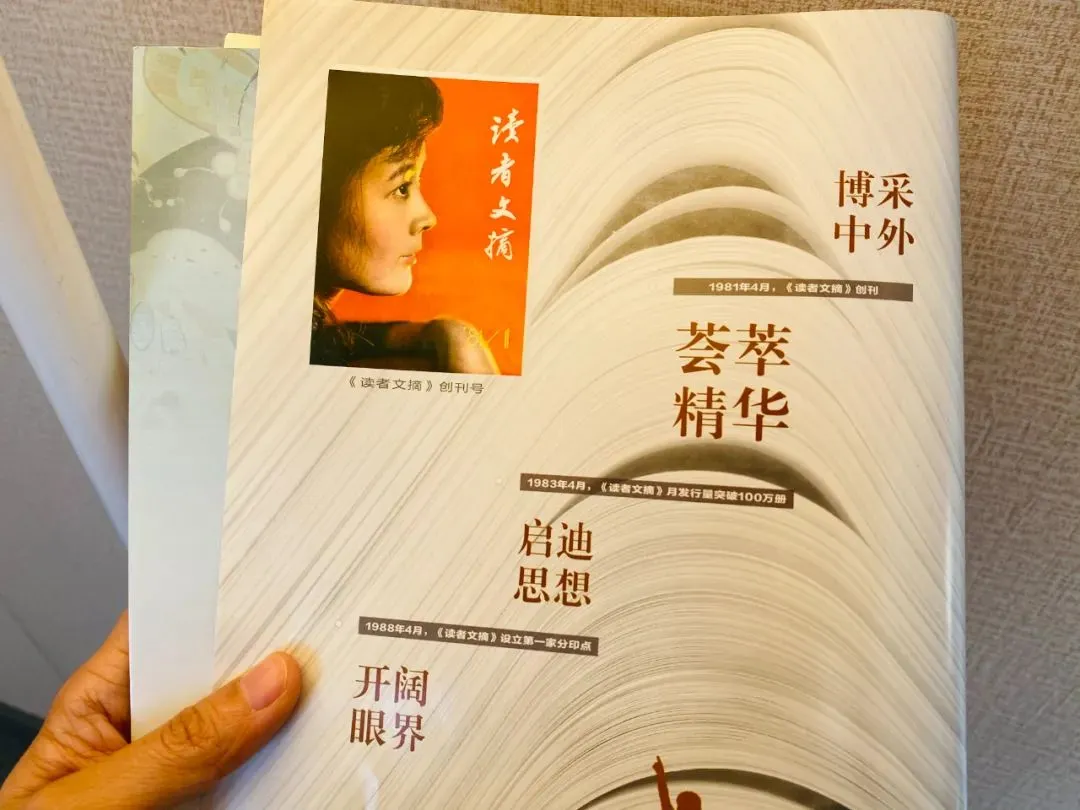 读者文摘
81/1
《读者文摘》创刊号
博采
中外
1981年4月，《读者文摘》创刊
荟萃
精华
1983年4月，《读者文摘》月发行量突破100万册
启迪
思想
1988年4月，《读者文摘》设立第一家分印点
开阔
眼界